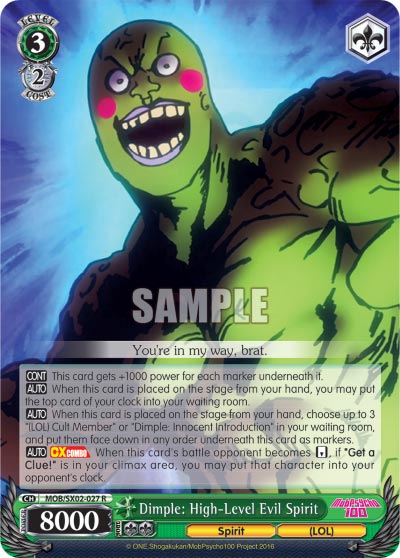 LEVEL
3
2
COST
SAMPLE
You're in my way, brat.
CONT This card gets +1000 power for each marker underneath it.
AUTO When this card is placed on the stage from your hand, you may put
the top card of your clock into your waiting room.
AUTO When this card is placed on the stage from your hand, choose up to 3
"(LOL) Cult Member" or "Dimple: Innocent Introduction" in your waiting room,
and put them face down in any order underneath this card as markers.
AUTO CXCOMBO When this card's battle opponent becomes [ ], if "Get a
Clue!" is in your climax area, you may put that character into your
opponent's clock.
CH MOB/SX02-027 R
Dimple: High-Level Evil Spirit
MobPsycho
100
POWER
8000
Spirit
(LOL)
© ONE,Shogakukan/MobPsycho100 Project 2016